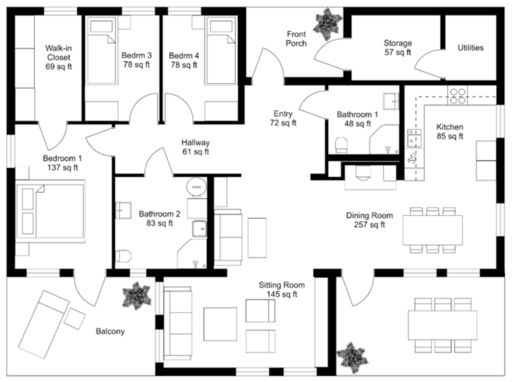 Walk-in
Closet
69 sq ft
Bedrm 3
78 sq ft
Bedrm 4
78 sq ft
Front
Porch
Storage
57 sq ft
Utilities
Entry
72 sq ft
Bathroom 1
48 sq ft
Kitchen
85 sq ft
Hallway
61 sq ft
Bedroom 1
137 sq ft
Bathroom 2
83 sq ft
Dining Room
257 sq ft
Sitting Room
145 sq ft
Balcony